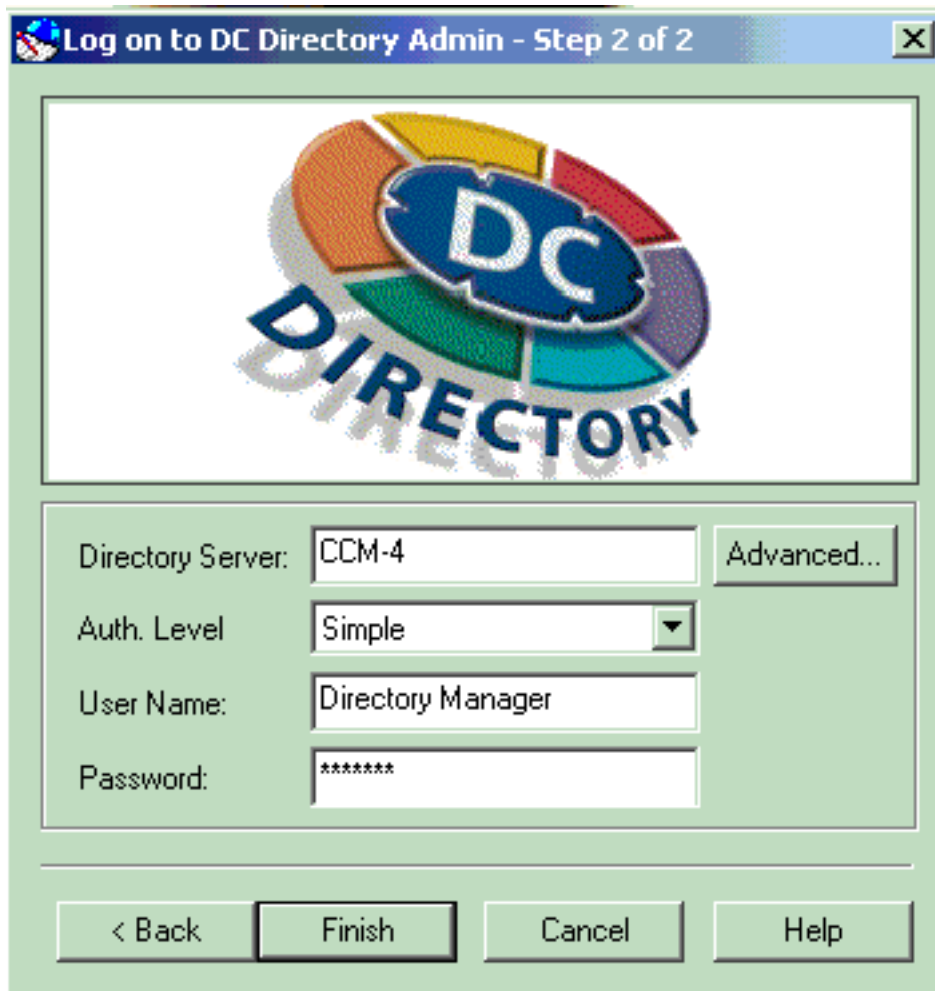 Log on to DC Directory Admin - Step 2 of 2
DC
DIRECTORY
Directory Server: CCM-4 Advanced...
Auth. Level Simple
User Name: Directory Manager
Password: *******
< Back Finish Cancel Help